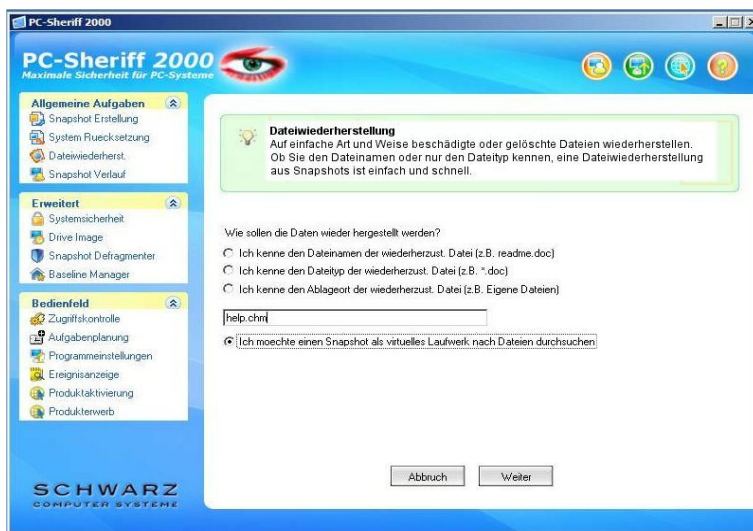 PC-Sheriff 2000
PC-Sheriff 2000
Maximale Sicherheit für PC-Systeme
Allgemeine Aufgaben
Snapshot Erstellung
System Ruecksetzung
Dateiwiederherst.
Snapshot Verlauf
Erweitert
Systemsicherheit
Drive Image
Snapshot Defragmenter
Baseline Manager
Bedienfeld
Zugriffskontrolle
Aufgabenplanung
Programmeinstellungen
Ereignisanzeige
Produktaktivierung
Produkterwerb
SCHWARZ
COMPUTER SYSTEME
Dateiwiederherstellung
Auf einfache Art und Weise beschädigte oder gelöschte Dateien wiederherstellen.
Ob Sie den Dateinamen oder nur den Dateityp kennen, eine Dateiwiederherstellung
aus Snapshots ist einfach und schnell.
Wie sollen die Daten wieder hergestellt werden?
Ich kenne den Dateinamen der wiederherzust. Datei (z.B. readme.doc)
Ich kenne den Dateityp der wiederherzust. Datei (z.B. *.doc)
Ich kenne den Ablageort der wiederherzust. Datei (z.B. Eigene Dateien)
help.chm
Ich moechte einen Snapshot als virtuelles Laufwerk nach Dateien durchsuchen
Abbruch
Weiter